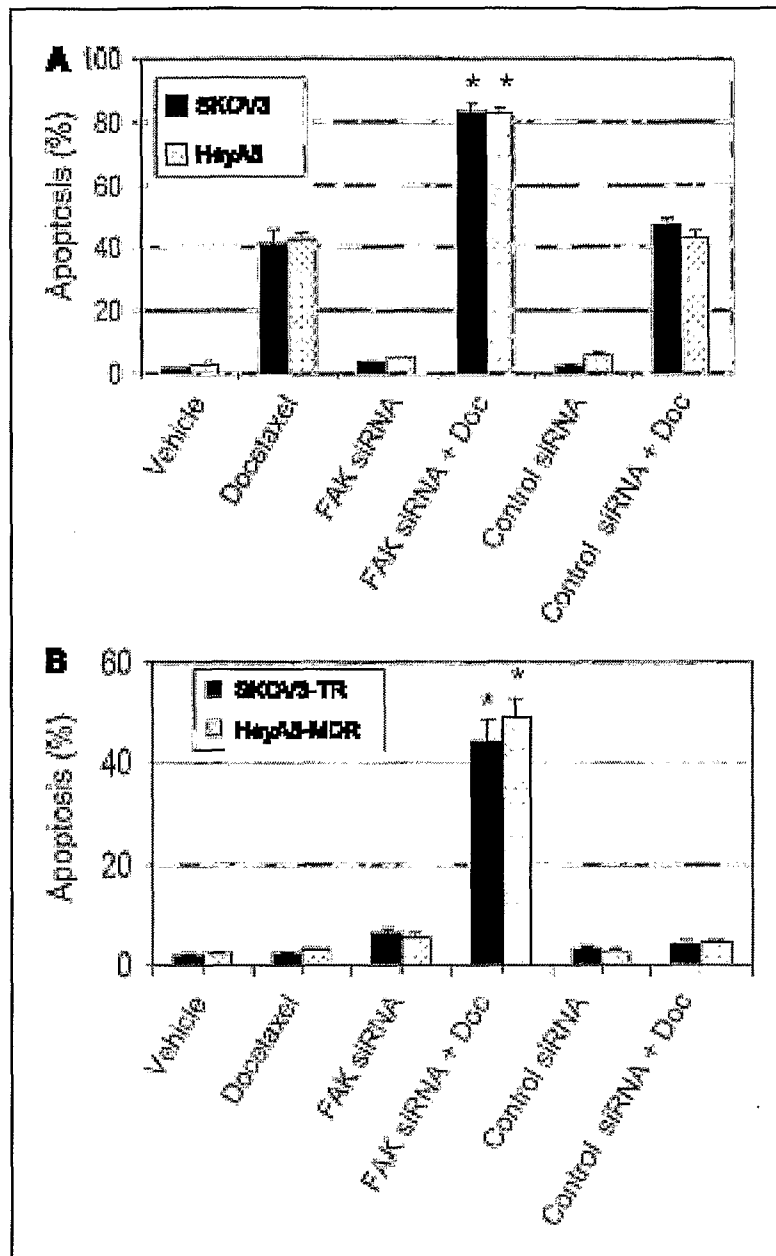 A
100
80
60
40
20
0
Apoptosis (%)
SKOV3
HeyA8
* *
Vehicle
Docetaxel
FAK siRNA
FAK siRNA + Doc
Control siRNA
Control siRNA + Doc
B
60
40
20
0
Apoptosis (%)
SKOV3-TR
HeyA8-MDR
* *
Vehicle
Docetaxel
FAK siRNA
FAK siRNA + Doc
Control siRNA
Control siRNA + Doc